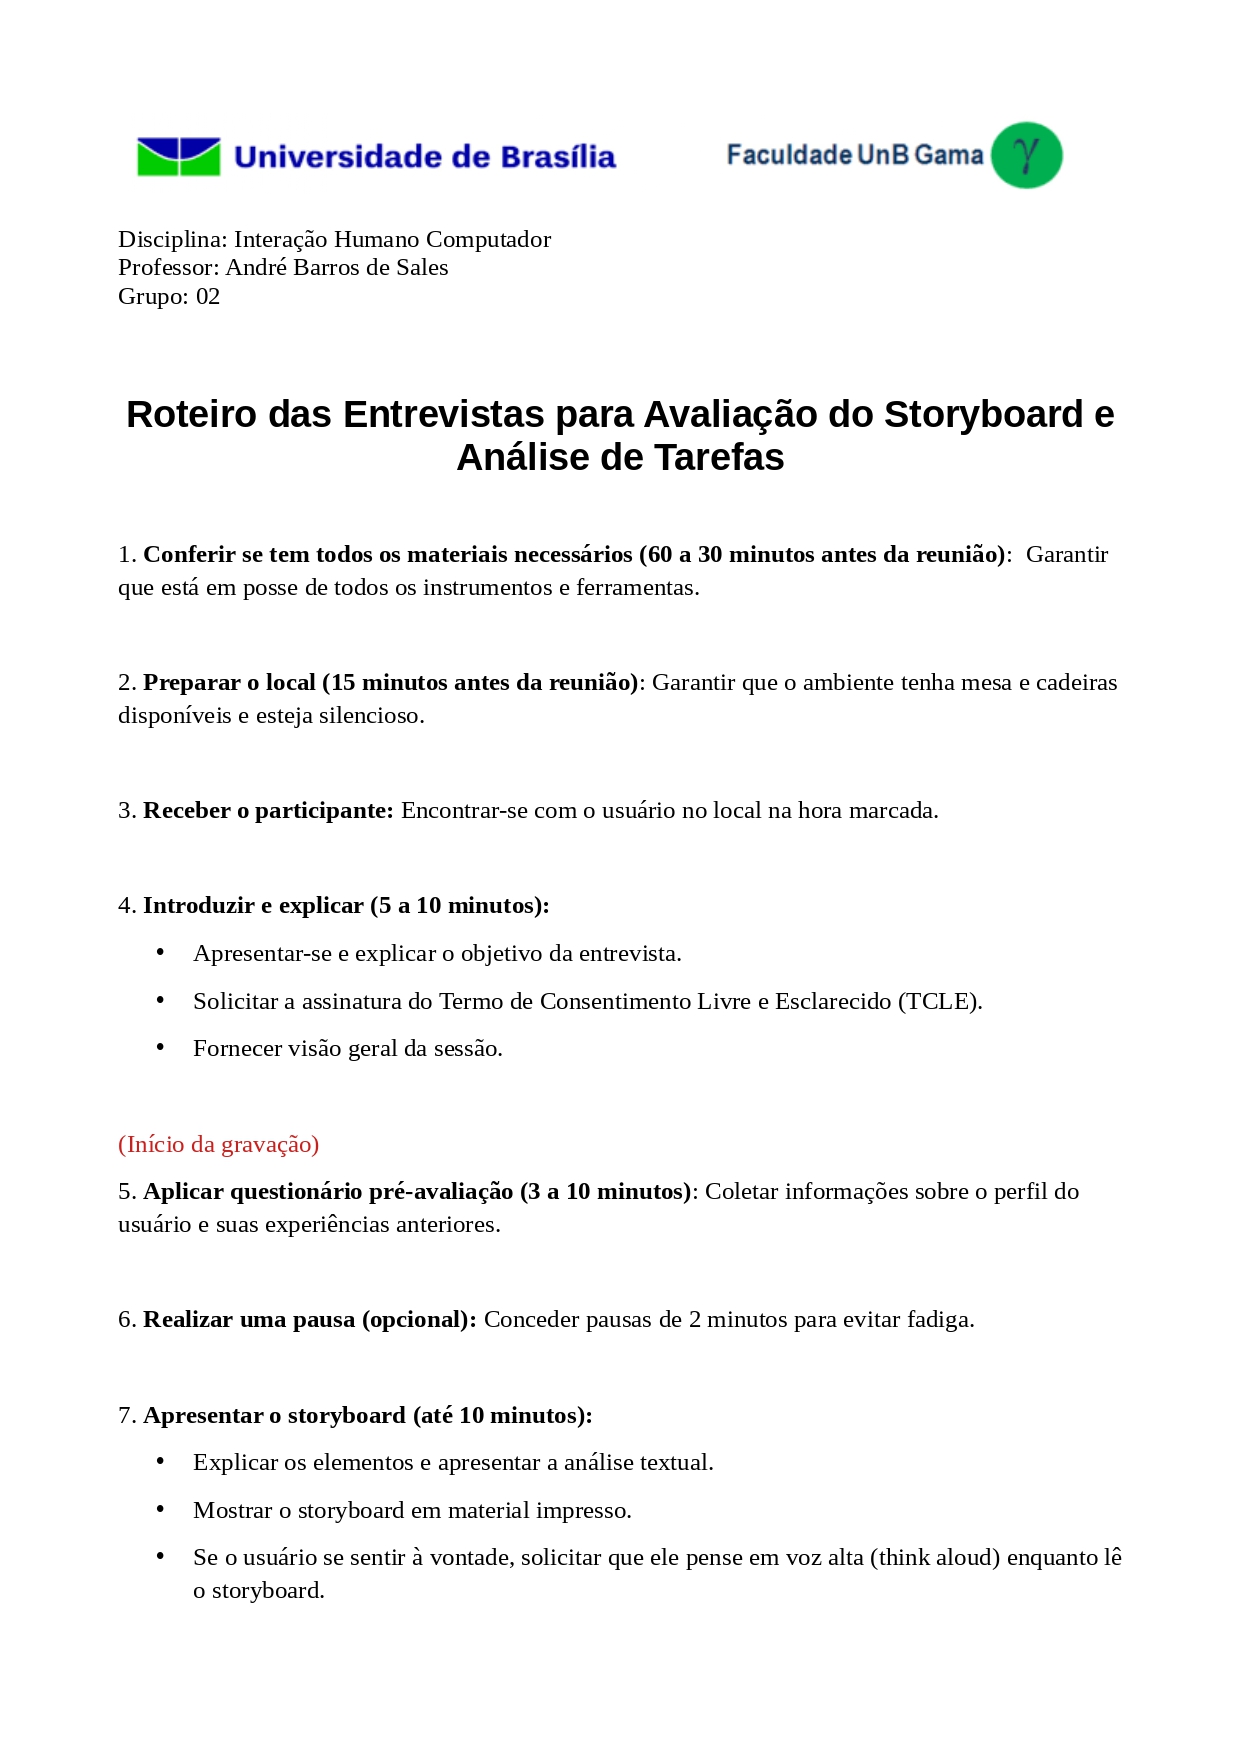 Universidade de Brasília
Faculdade UnB Gama γ
Disciplina: Interação Humano Computador
Professor: André Barros de Sales
Grupo: 02
Roteiro das Entrevistas para Avaliação do Storyboard e
Análise de Tarefas
1. Conferir se tem todos os materiais necessários (60 a 30 minutos antes da reunião):  Garantir
que está em posse de todos os instrumentos e ferramentas.
2. Preparar o local (15 minutos antes da reunião): Garantir que o ambiente tenha mesa e cadeiras
disponíveis e esteja silencioso.
3. Receber o participante: Encontrar-se com o usuário no local na hora marcada.
4. Introduzir e explicar (5 a 10 minutos):
• Apresentar-se e explicar o objetivo da entrevista.
• Solicitar a assinatura do Termo de Consentimento Livre e Esclarecido (TCLE).
• Fornecer visão geral da sessão.
(Início da gravação)
5. Aplicar questionário pré-avaliação (3 a 10 minutos): Coletar informações sobre o perfil do
usuário e suas experiências anteriores.
6. Realizar uma pausa (opcional): Conceder pausas de 2 minutos para evitar fadiga.
7. Apresentar o storyboard (até 10 minutos):
• Explicar os elementos e apresentar a análise textual.
• Mostrar o storyboard em material impresso.
• Se o usuário se sentir à vontade, solicitar que ele pense em voz alta (think aloud) enquanto lê
o storyboard.